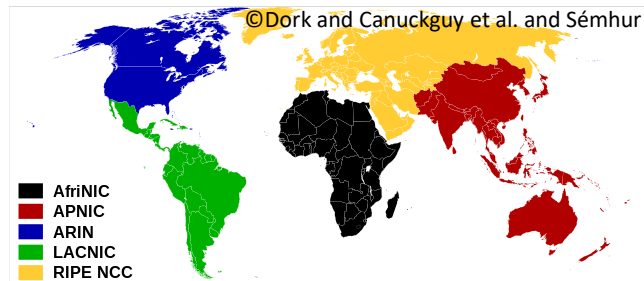 ©Dork and Canuckguy et al. and Sémhur
AfriNIC
APNIC
ARIN
LACNIC
RIPE NCC